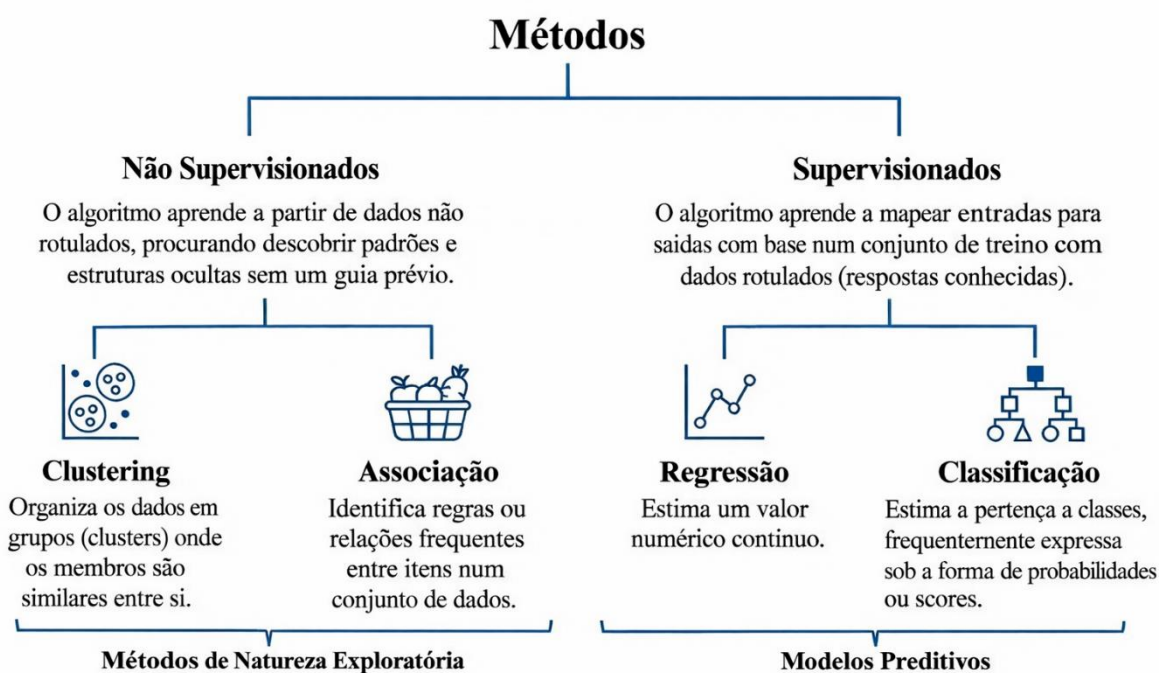 Métodos
Não Supervisionados
O algoritmo aprende a partir de dados não
rotulados, procurando descobrir padrões e
estruturas ocultas sem um guia prévio.
Supervisionados
O algoritmo aprende a mapear entradas para
saidas com base num conjunto de treino com
dados rotulados (respostas conhecidas).
Clustering
Organiza os dados em
grupos (clusters) onde
os membros são
similares entre si.
Associação
Identifica regras ou
relações frequentes
entre itens num
conjunto de dados.
Regressão
Estima um valor
numérico continuo.
Classificação
Estima a pertença a classes,
frequenternente expressa
sob a forma de probabilidades
ou scores.
Métodos de Natureza Exploratória
Modelos Preditivos